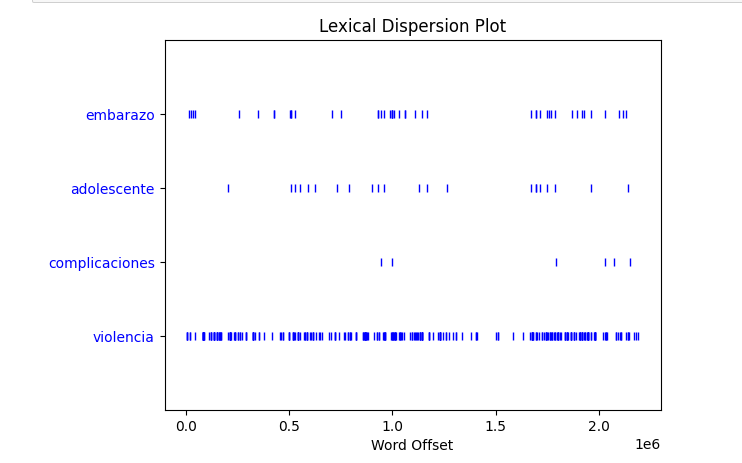 Lexical Dispersion Plot
embarazo
adolescente
complicaciones
violencia
0.0 0.5 1.0 1.5 2.0
Word Offset 1e6